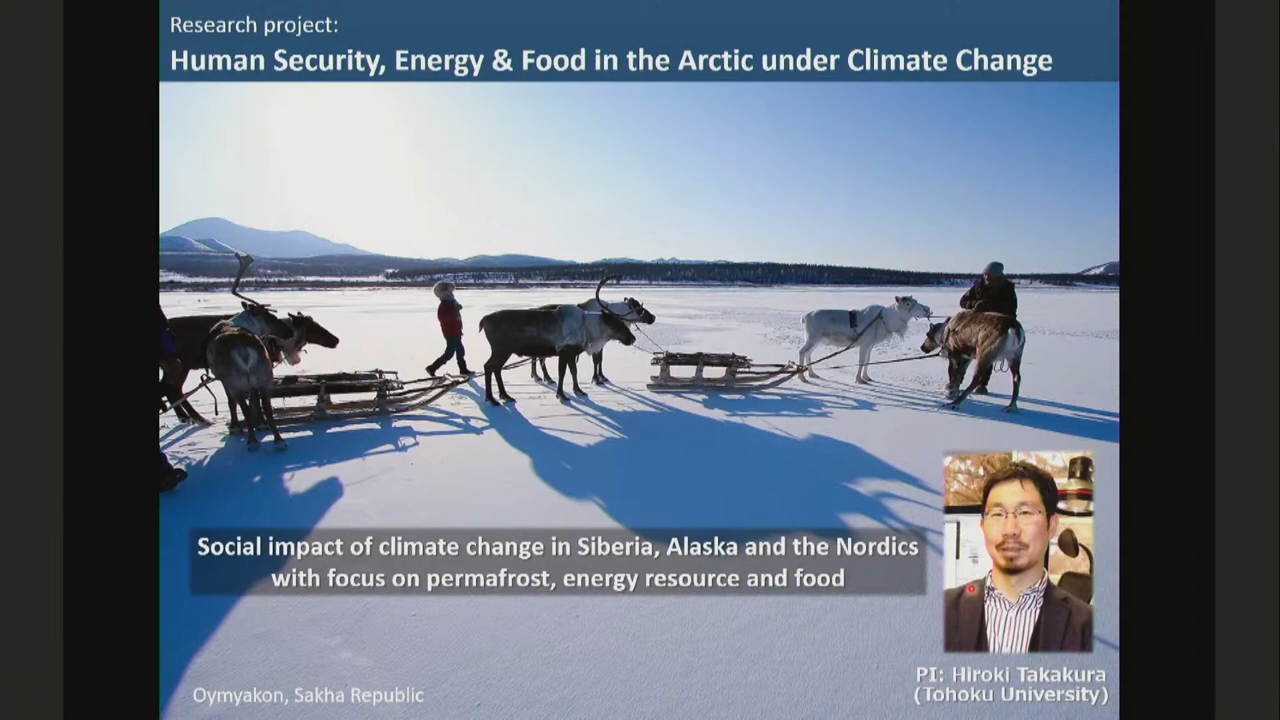 Research project:
Human Security, Energy & Food in the Arctic under Climate Change
Social impact of climate change in Siberia, Alaska and the Nordics
with focus on permafrost, energy resource and food
PI: Hiroki Takakura
Oymyakon, Sakha Republic
(Tohoku University)